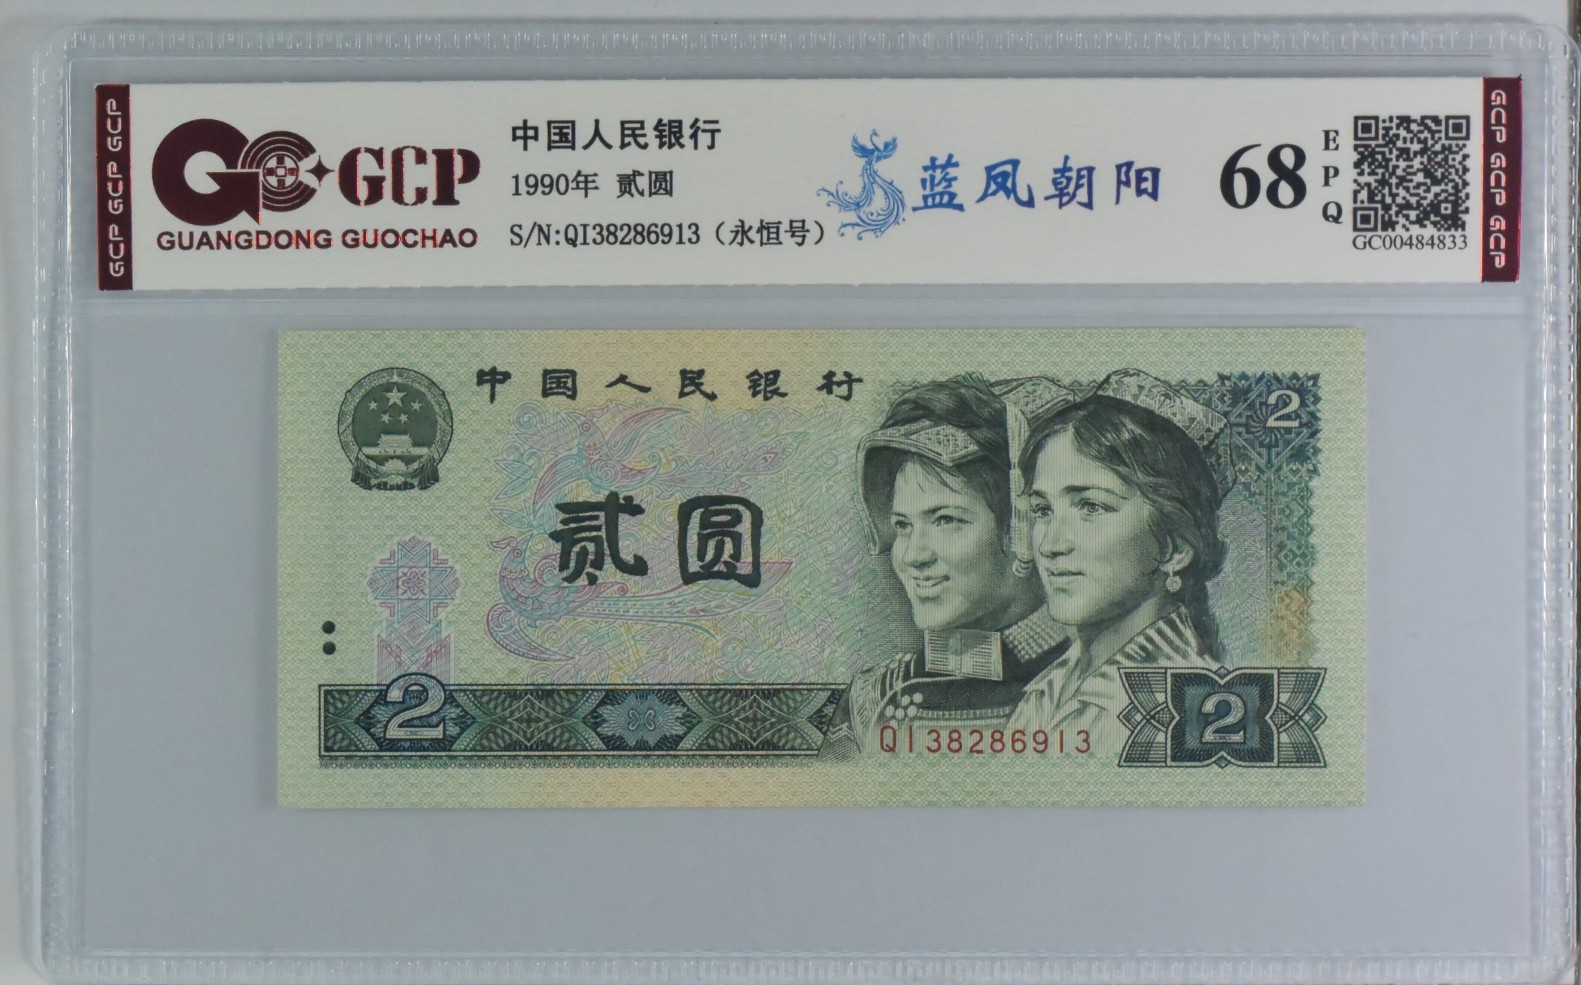 GCP GCP GCP
GCP
GUANGDONG GUOCHAO
中国人民银行
1990年 贰圆
S/N:QI38286913（永恒号）
蓝凤朝阳
68
EPQ
GC00484833
GCP GCP GCP
中国人民银行
2
贰圆
2
QI38286913
2